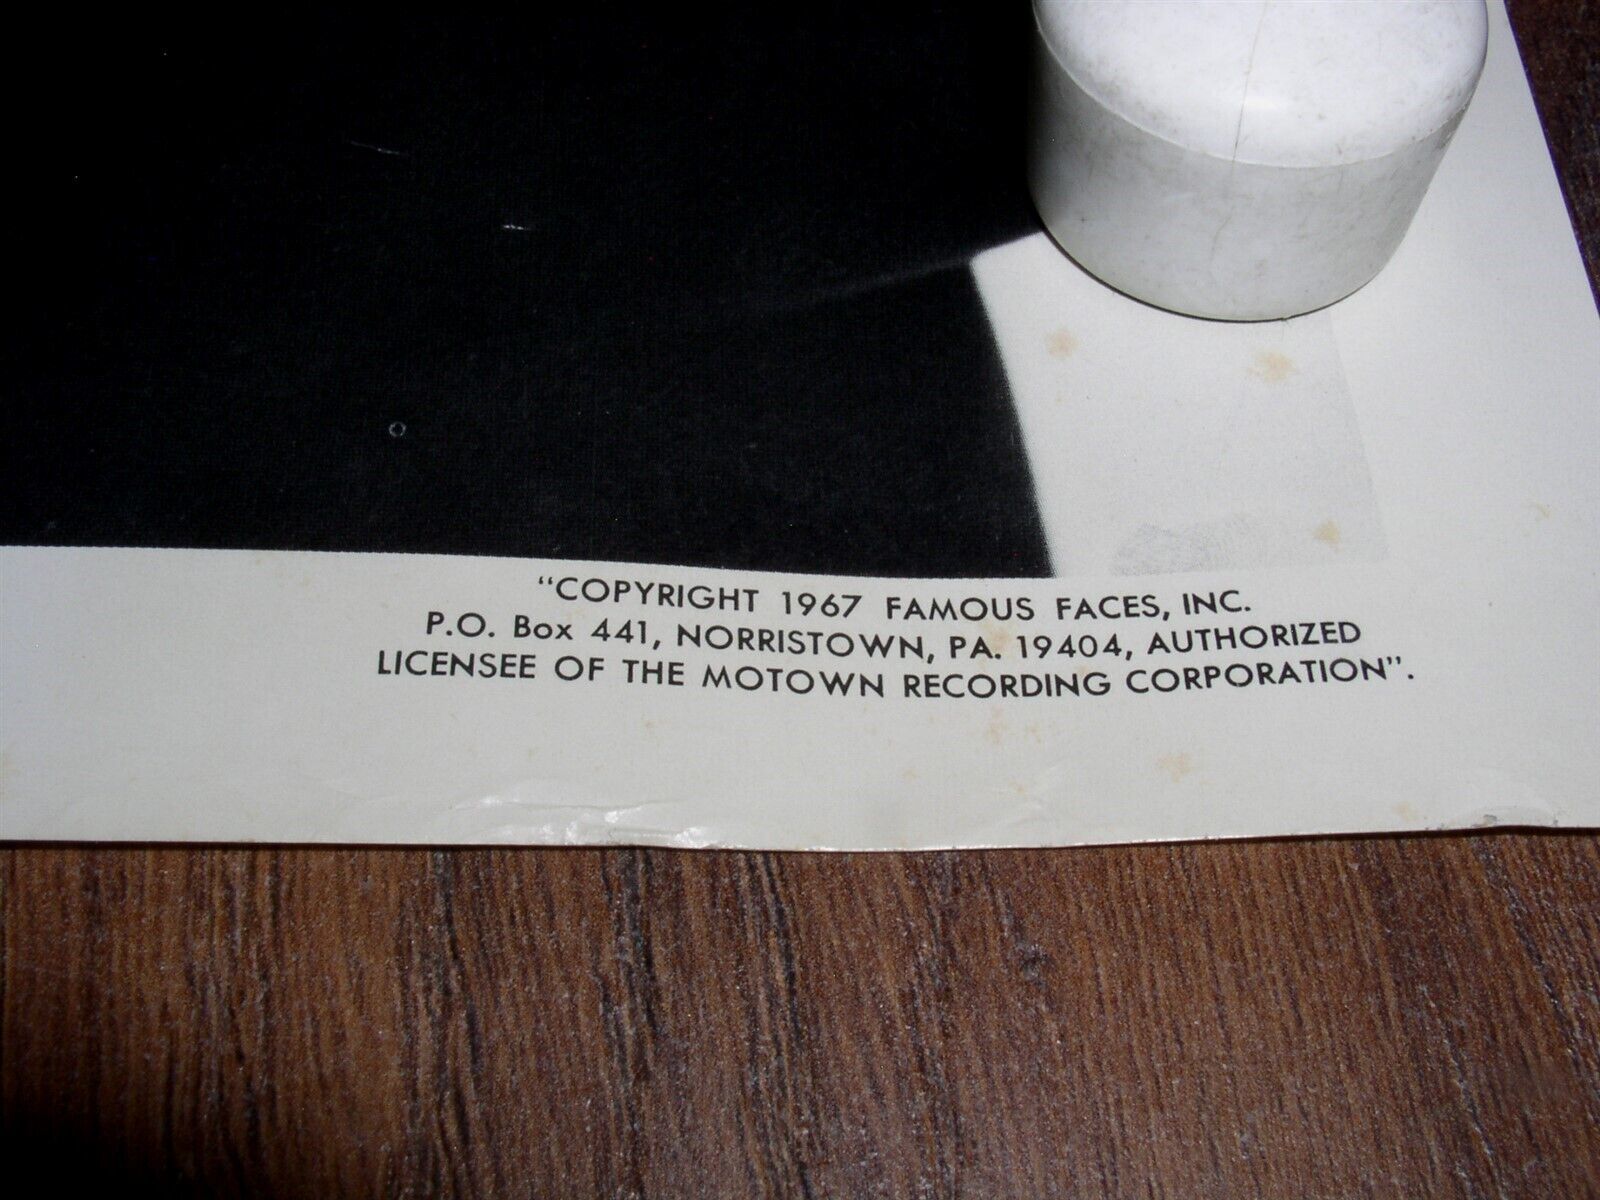 "COPYRIGHT 1967 FAMOUS FACES, INC.
P.O. Box 441, NORRISTOWN, PA. 19404, AUTHORIZED
LICENSEE OF THE MOTOWN RECORDING CORPORATION".